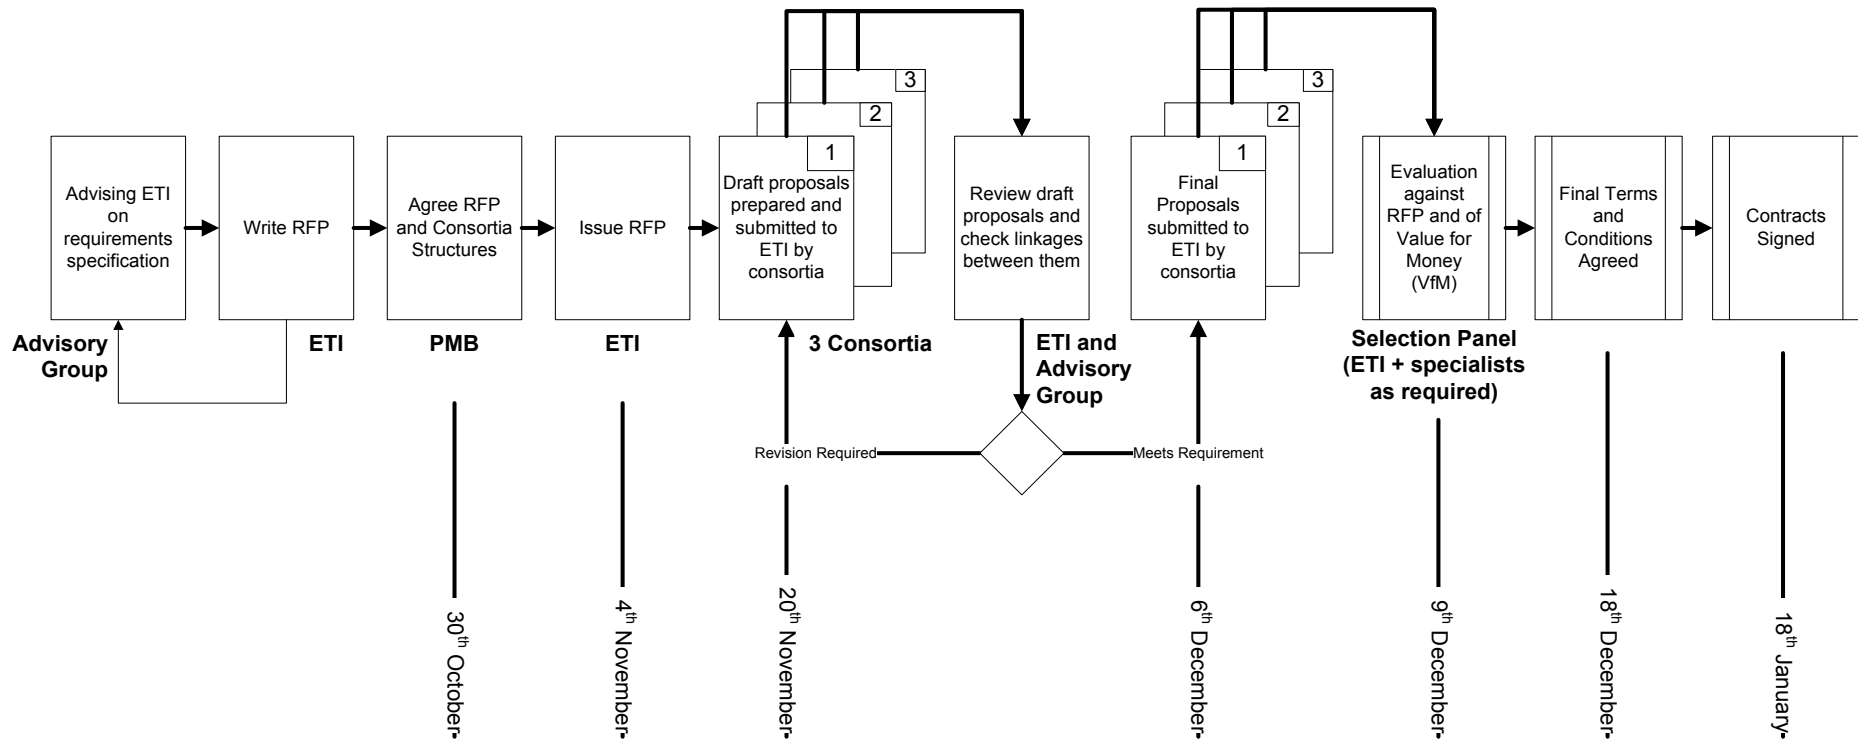 Advising ETI
on
requirements
specification
Advisory
Group
Write RFP
ETI
Agree RFP
and Consortia
Structures
PMB
Issue RFP
ETI
3
2
1
Draft proposals
prepared and
submitted to
ETI by
consortia
3 Consortia
Review draft
proposals and
check linkages
between them
ETI and
Advisory
Group
Revision Required
Meets Requirement
3
2
1
Final
Proposals
submitted to
ETI by
consortia
Evaluation
against
RFP and of
Value for
Money
(VfM)
Selection Panel
(ETI + specialists
as required)
Final Terms
and
Conditions
Agreed
Contracts
Signed
30th October
4th November
20th November
6th December
9th December
18th December
18th January